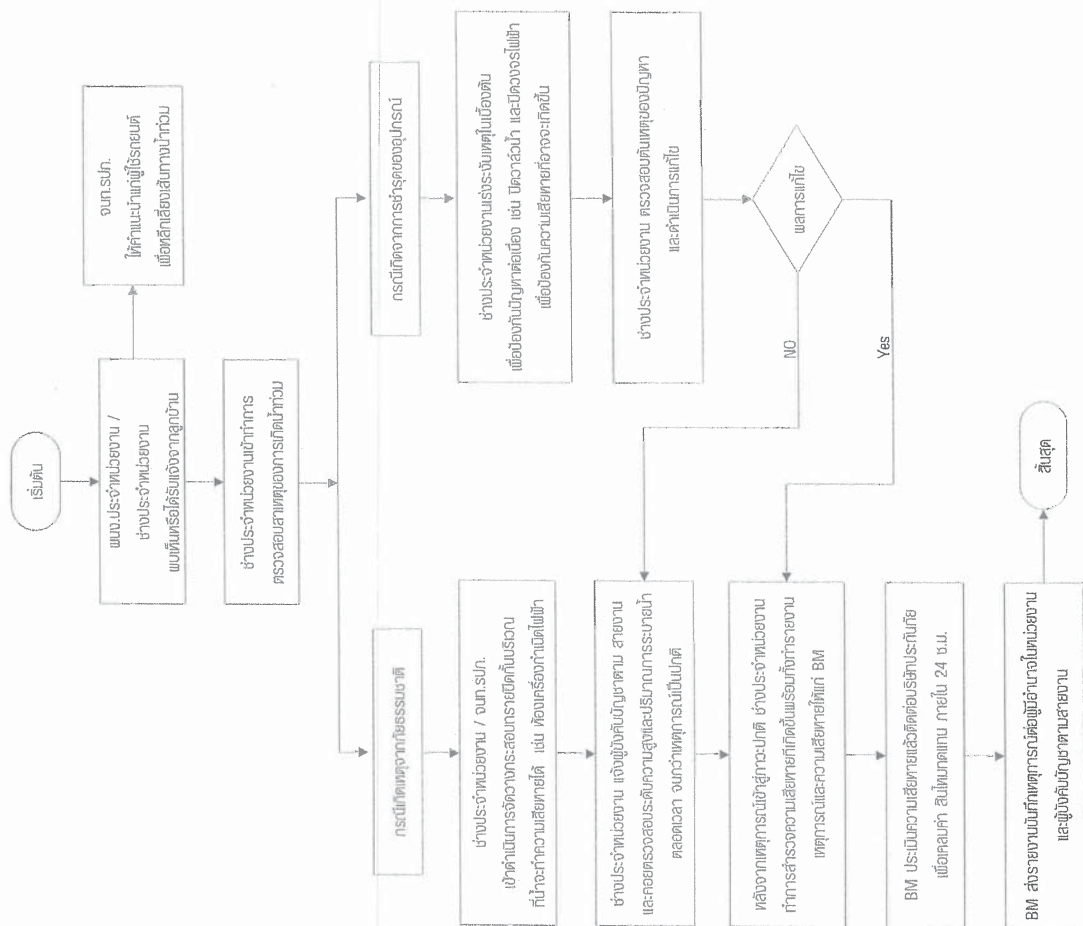 เริ่มต้น
พนง.ประจำหน่วยงาน /
ช่างประจำหน่วยงาน
พบเห็นหรือได้รับแจ้งจากลูกบ้าน
จนท.รปภ.
ให้คำแนะนำแก่ผู้ใช้รถยนต์
เพื่อหลีกเลี่ยงเส้นทางน้ำท่วม
ช่างประจำหน่วยงานเข้าทำการ
ตรวจสอบสาเหตุของการเกิดน้ำท่วม
กรณีเกิดเหตุจากภัยธรรมชาติ
ช่างประจำหน่วยงาน / จนท.รปภ.
เข้าดำเนินการจัดวางกระสอบทรายปิดกั้นบริเวณ
ที่น้ำจะทำความเสียหายได้ เช่น ห้องเครื่องกำเนิดไฟฟ้า
ช่างประจำหน่วยงาน แจ้งผู้บังคับบัญชาตาม สายงาน
และคอยตรวจสอบระดับความสูงและปริมาณการระบายน้ำ
ตลอดเวลา จนกว่าเหตุการณ์เป็นปกติ
หลังจากเหตุการณ์เข้าสู่ภาวะปกติ ช่างประจำหน่วยงาน
ทำการสำรวจความเสียหายที่เกิดขึ้นพร้อมทั้งทำรายงาน
เหตุการณ์และความเสียหายให้แก่ BM
BM ประเมินความเสียหายแล้วติดต่อบริษัทประกันภัย
เพื่อเคลมค่า สินไหมทดแทน ภายใน 24 ช.ม.
BM ส่งรายงานบันทึกเหตุการณ์ต่อผู้มีอำนาจในหน่วยงาน
และผู้บังคับบัญชาตามสายงาน
สิ้นสุด
กรณีเกิดจากการชำรุดของอุปกรณ์
ช่างประจำหน่วยงานเร่งระงับเหตุในเบื้องต้น
เพื่อป้องกันปัญหาต่อเนื่อง เช่น ปิดวาล์วน้ำ และปิดวงจรไฟฟ้า
เพื่อป้องกันความเสียหายที่อาจจะเกิดขึ้น
ช่างประจำหน่วยงาน ตรวจสอบต้นเหตุของปัญหา
และดำเนินการแก้ไข
ผลการแก้ไข
NO
Yes